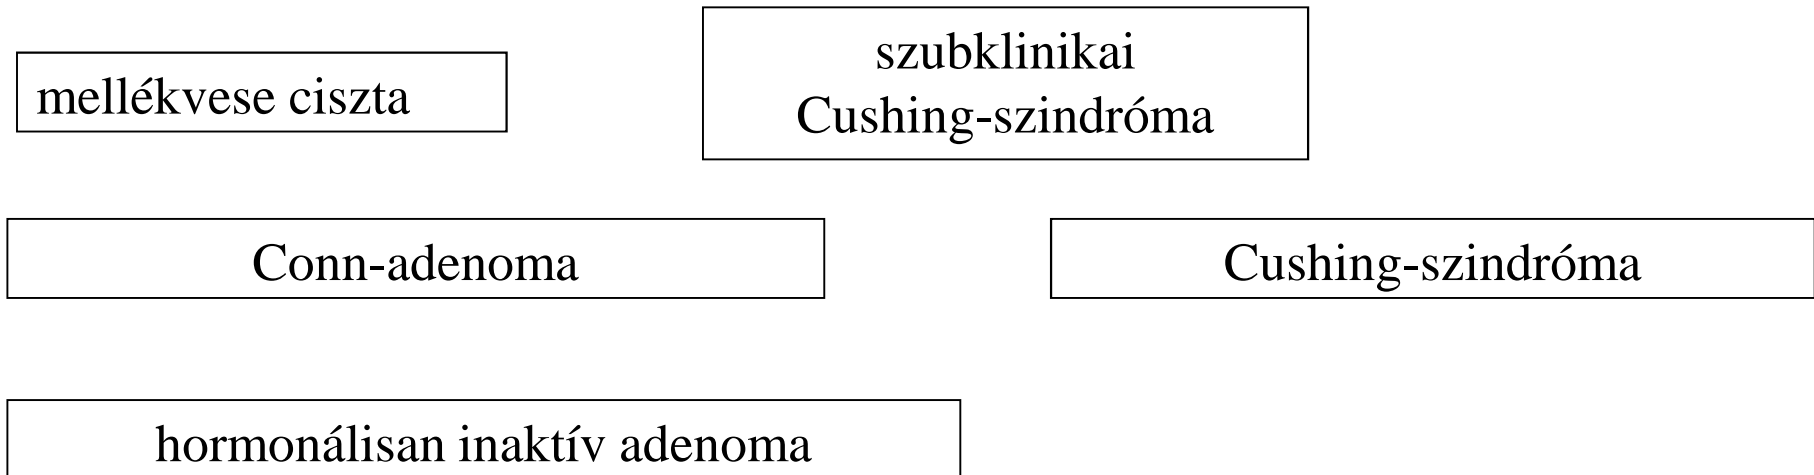 mellékvese ciszta
szubklinikai
Cushing-szindróma
Conn-adenoma
Cushing-szindróma
hormonálisan inaktív adenoma